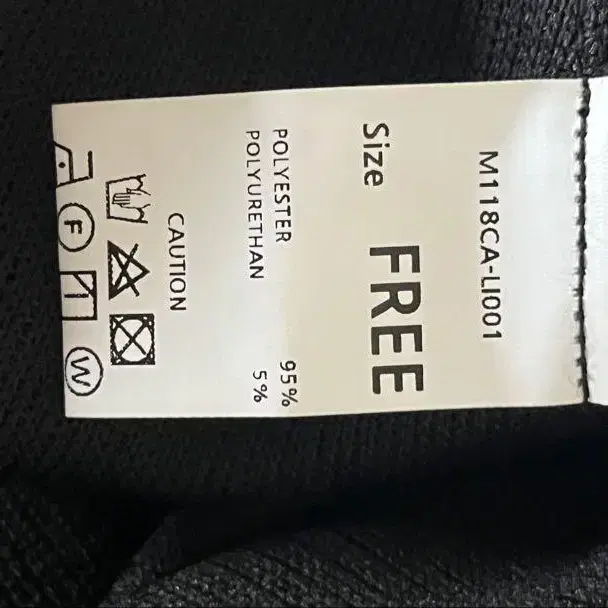 M118CA-LI001
Size FREE
POLYESTER 95%
POLYURETHAN 5%
CAUTION
F W